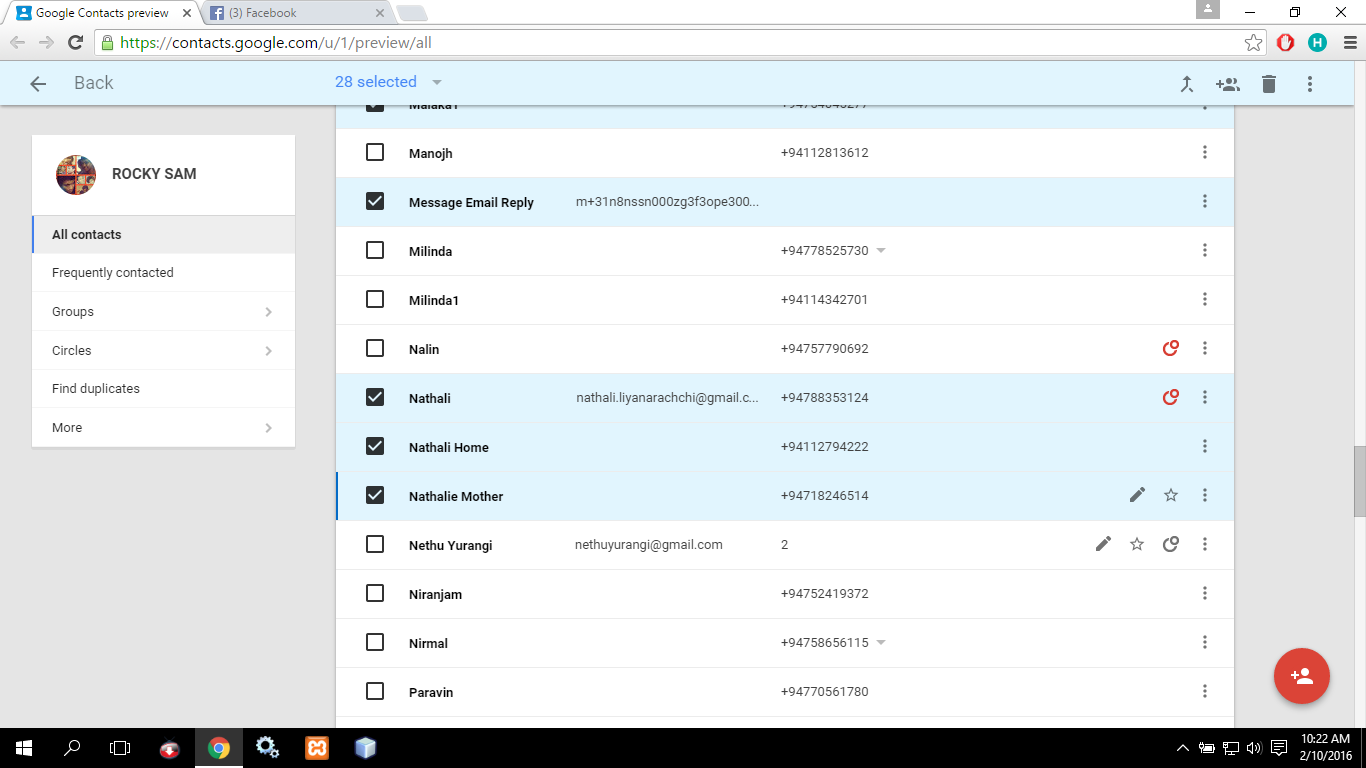 Google Contacts preview
(3) Facebook
https://contacts.google.com/u/1/preview/all
H
Back
28 selected
ROCKY SAM
All contacts
Frequently contacted
Groups
Circles
Find duplicates
More
Malaka1
Manojh +94112813612
Message Email Reply m+31n8nssn000zg3f3ope300...
Milinda +94778525730
Milinda1 +94114342701
Nalin +94757790692
Nathali nathali.liyanarachchi@gmail.c... +94788353124
Nathali Home +94112794222
Nathalie Mother +94718246514
Nethu Yurangi nethuyurangi@gmail.com 2
Niranjam +94752419372
Nirmal +94758656115
Paravin +94770561780
10:22 AM
2/10/2016